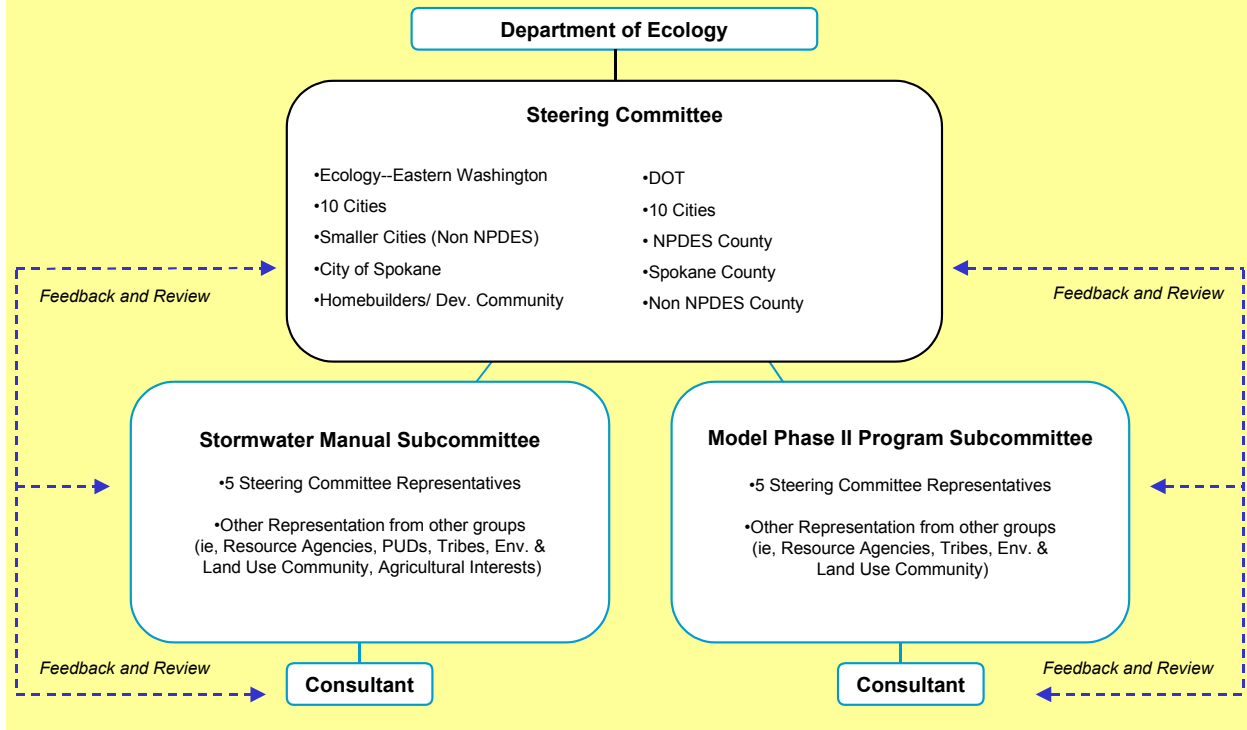 Department of Ecology
Steering Committee
•Ecology--Eastern Washington
•10 Cities
•Smaller Cities (Non NPDES)
•City of Spokane
•Homebuilders/ Dev. Community
•DOT
•10 Cities
• NPDES County
•Spokane County
•Non NPDES County
Feedback and Review
Feedback and Review
Stormwater Manual Subcommittee
•5 Steering Committee Representatives
•Other Representation from other groups
(ie, Resource Agencies, PUDs, Tribes, Env. &
Land Use Community, Agricultural Interests)
Model Phase II Program Subcommittee
•5 Steering Committee Representatives
•Other Representation from other groups
(ie, Resource Agencies, Tribes, Env. &
Land Use Community)
Feedback and Review
Consultant
Consultant
Feedback and Review